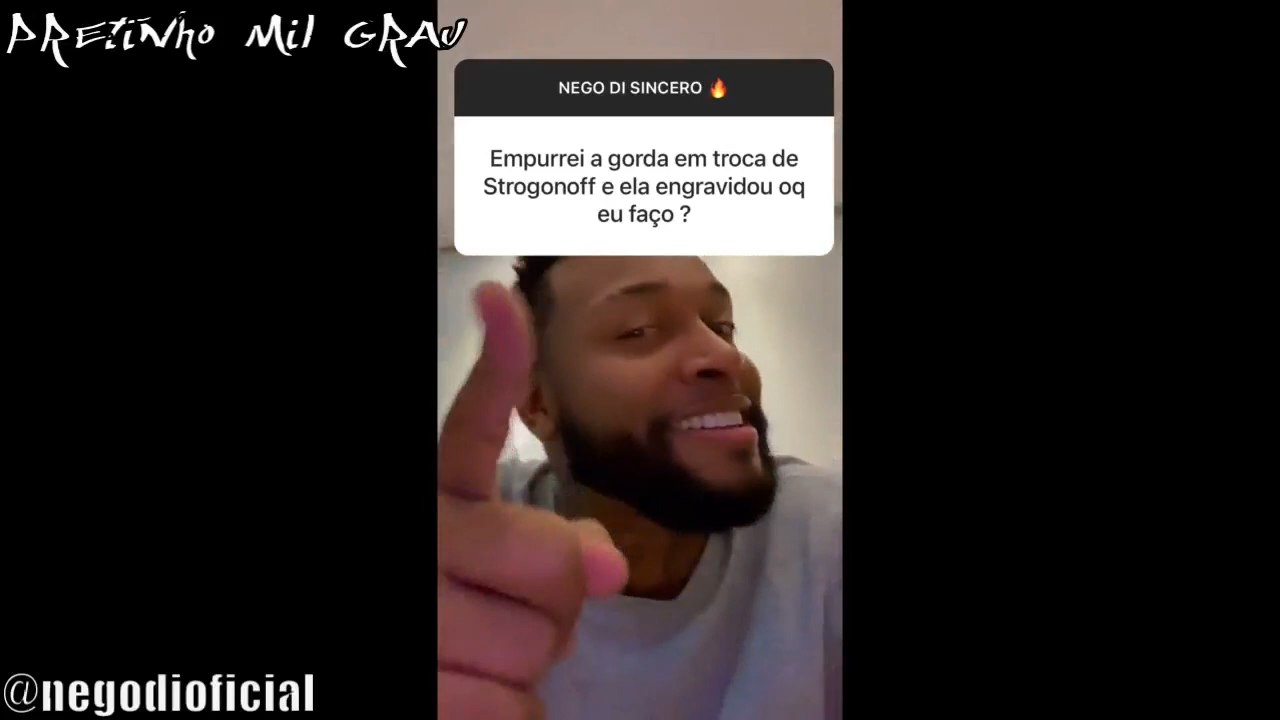 PRETINHO MIL GRAU
NEGO DI SINCERO 🔥
Empurrei a gorda em troca de
Strogonoff e ela engravidou oq
eu faço ?
@negodioficial